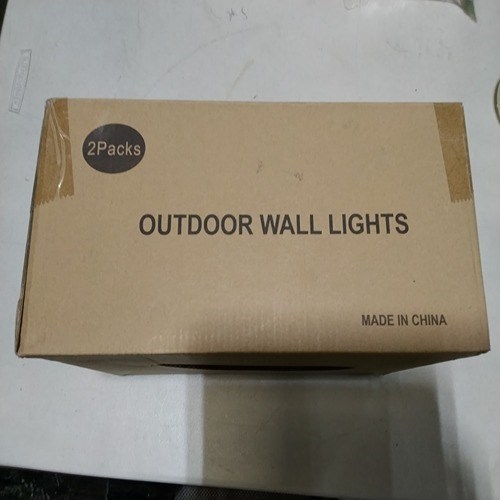 2Packs
OUTDOOR WALL LIGHTS
MADE IN CHINA